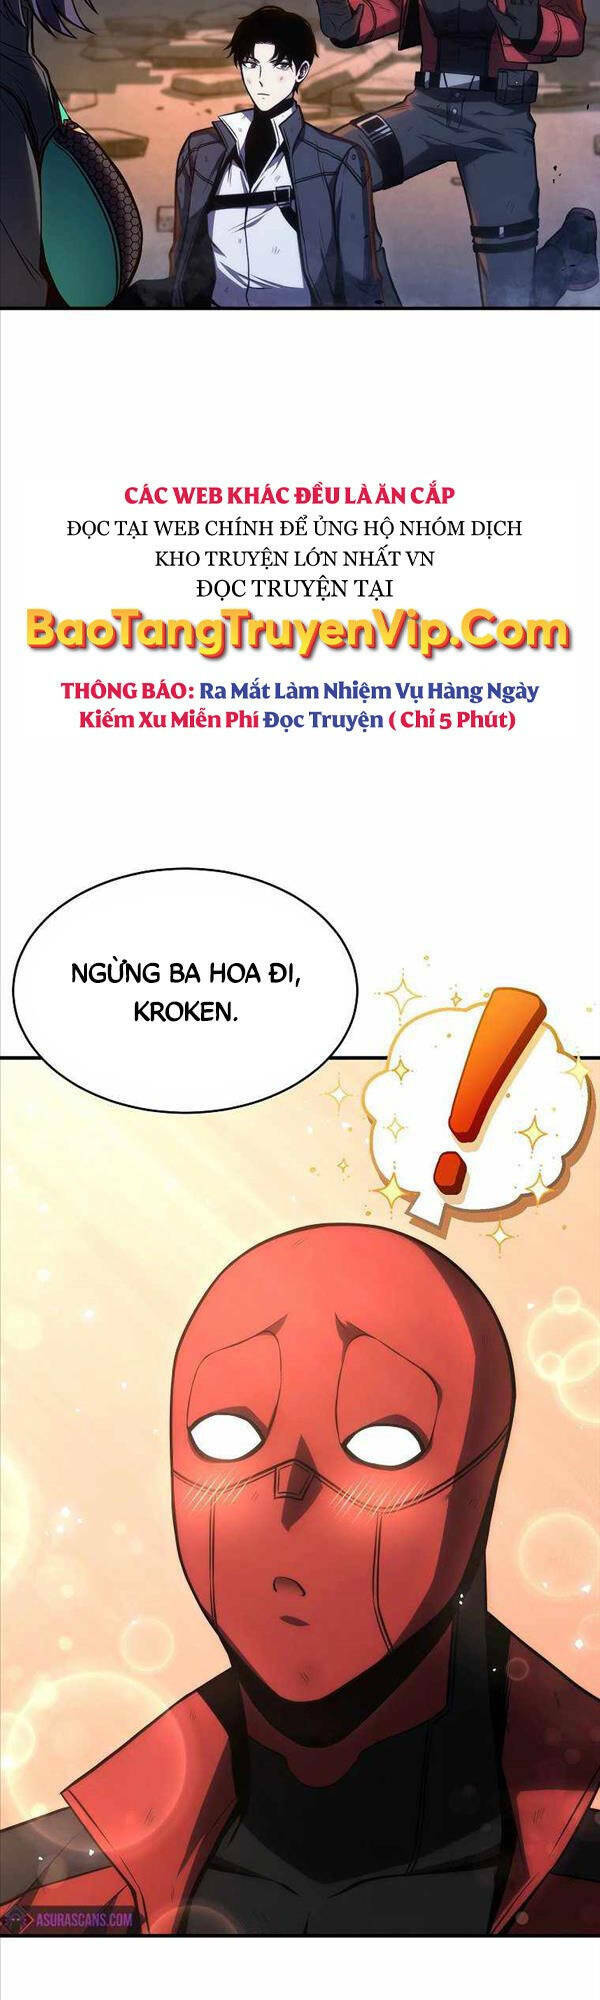 CÁC WEB KHÁC ĐỀU LÀ ĂN CẮP
ĐỌC TẠI WEB CHÍNH ĐỂ ỦNG HỘ NHÓM DỊCH
KHO TRUYỆN LỚN NHẤT VN
ĐỌC TRUYỆN TẠI
BaoTangTruyenVip.Com
THÔNG BÁO: Ra Mắt Làm Nhiệm Vụ Hàng Ngày
Kiếm Xu Miễn Phí Đọc Truyện ( Chỉ 5 Phút)
NGỪNG BA HOA ĐI,
KROKEN.
!
ASURASCANS.COM